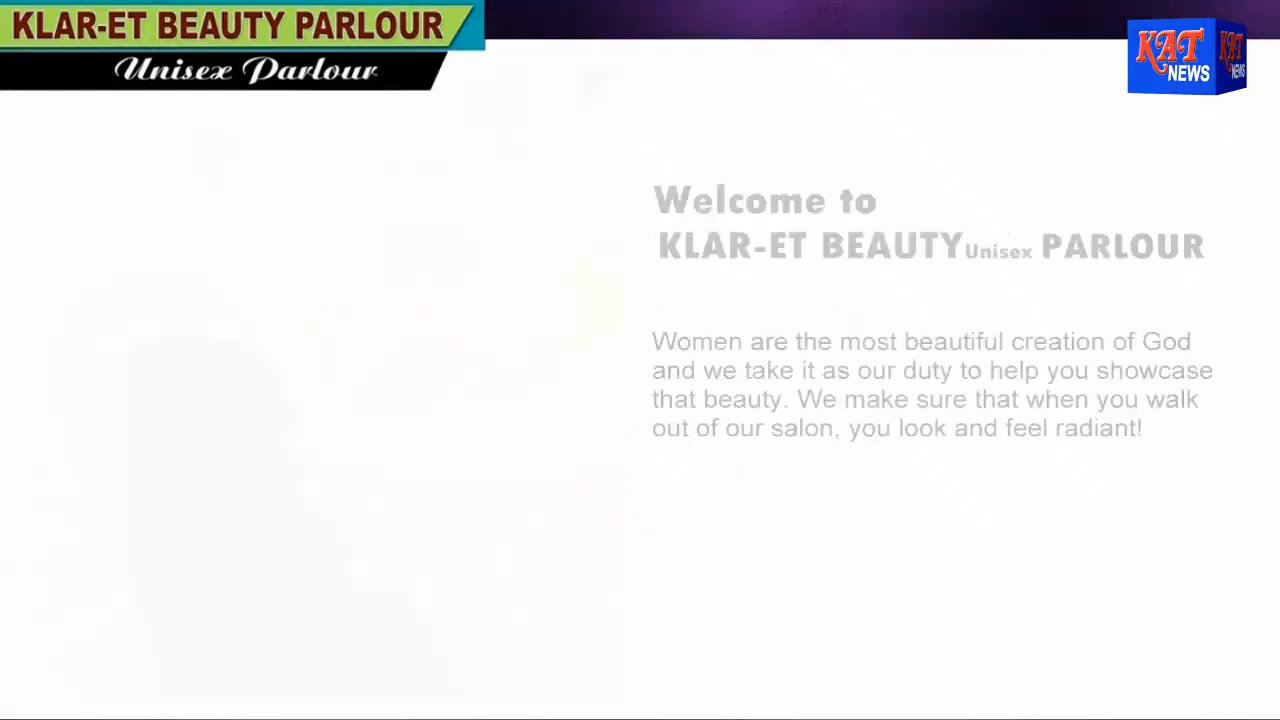 KLAR-ET BEAUTY PARLOUR
Unisex Parlour
KAT
NEWS
KAT
NEWS
Welcome to
KLAR-ET BEAUTY Unisex PARLOUR
Women are the most beautiful creation of God
and we take it as our duty to help you showcase
that beauty. We make sure that when you walk
out of our salon, you look and feel radiant!